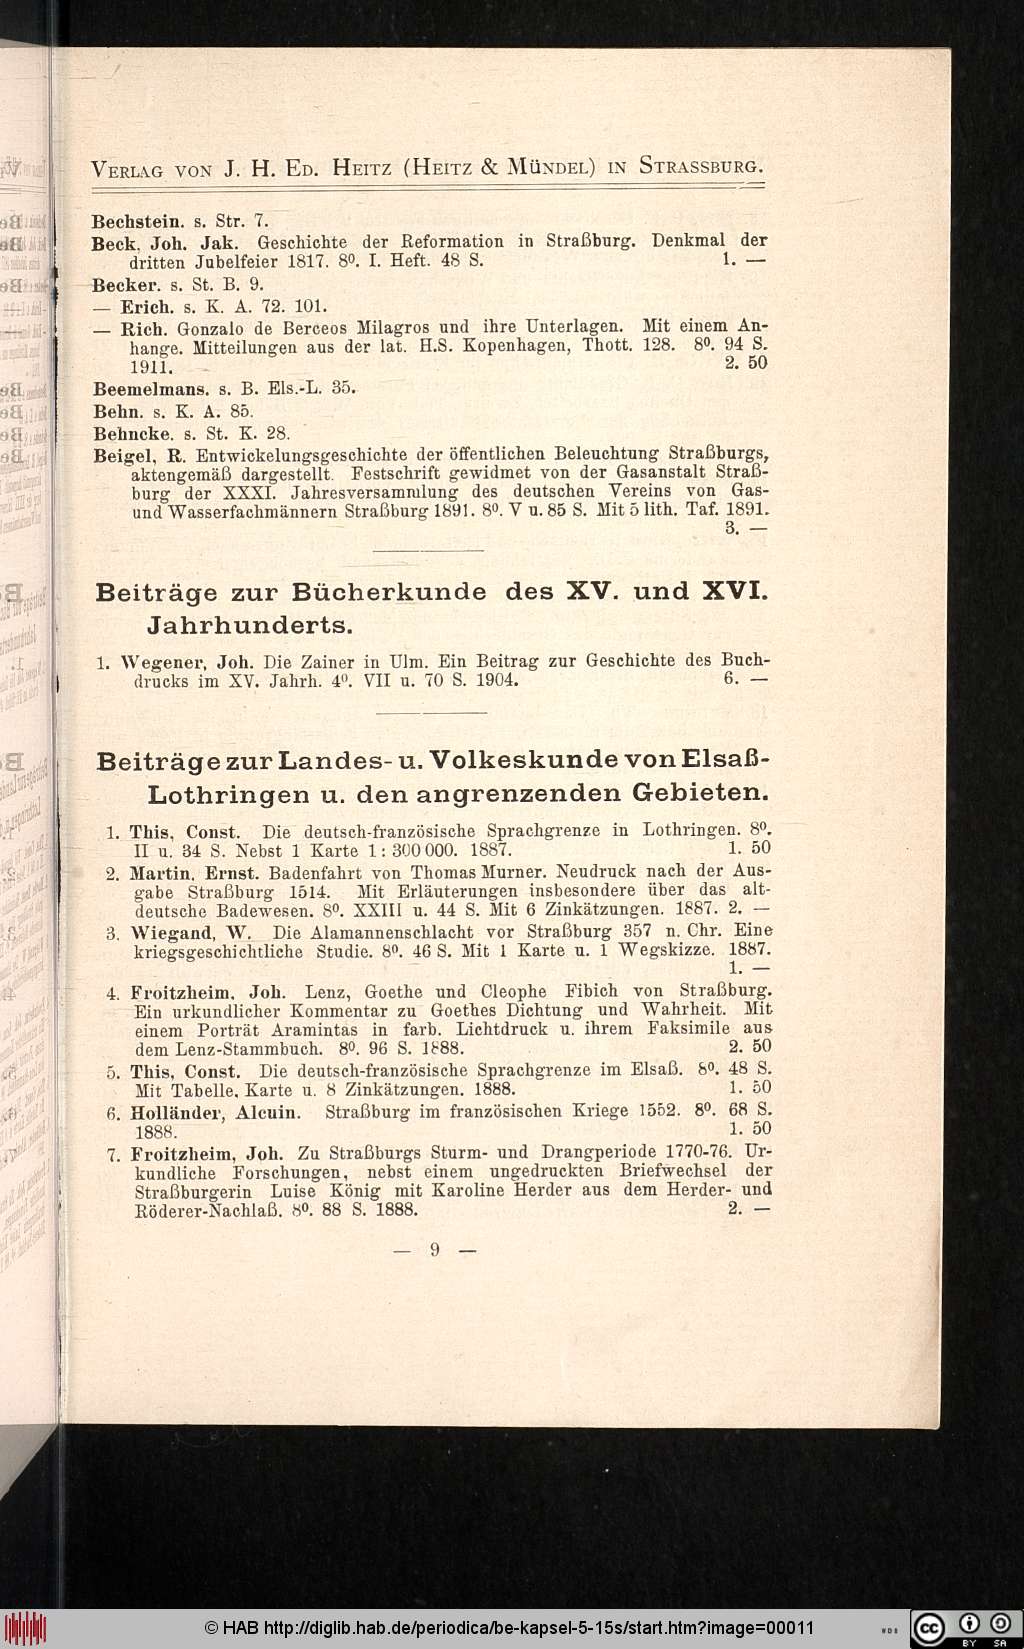 VERLAG VON J. H. ED. HEITZ (HEITZ & MÜNDEL) IN STRASSBURG.
Bechstein. s. Str. 7.
Beck, Joh. Jak. Geschichte der Reformation in Straßburg. Denkmal der
dritten Jubelfeier 1817. 8⁰. I. Heft. 48 S. 1. —
Becker. s. St. B. 9.
— Erich. s. K. A. 72. 101.
— Rich. Gonzalo de Berceos Milagros und ihre Unterlagen. Mit einem An-
hange. Mitteilungen aus der lat. H.S. Kopenhagen, Thott. 128. 8⁰. 94 S.
1911. 2. 50
Beemelmans. s. B. Els.-L. 35.
Behn. s. K. A. 85.
Behncke. s. St. K. 28.
Beigel, R. Entwickelungsgeschichte der öffentlichen Beleuchtung Straßburgs,
aktengemäß dargestellt. Festschrift gewidmet von der Gasanstalt Straß-
burg der XXXI. Jahresversammlung des deutschen Vereins von Gas-
und Wasserfachmännern Straßburg 1891. 8⁰. V u. 85 S. Mit 5 lith. Taf. 1891.
3. —
Beiträge zur Bücherkunde des XV. und XVI.
Jahrhunderts.
1. Wegener, Joh. Die Zainer in Ulm. Ein Beitrag zur Geschichte des Buch-
drucks im XV. Jahrh. 4⁰. VII u. 70 S. 1904. 6. —
Beiträge zur Landes- u. Volkeskunde von Elsaß-
Lothringen u. den angrenzenden Gebieten.
1. This, Const. Die deutsch-französische Sprachgrenze in Lothringen. 8⁰.
II u. 34 S. Nebst 1 Karte 1 : 300 000. 1887. 1. 50
2. Martin, Ernst. Badenfahrt von Thomas Murner. Neudruck nach der Aus-
gabe Straßburg 1514. Mit Erläuterungen insbesondere über das alt-
deutsche Badewesen. 8⁰. XXIII u. 44 S. Mit 6 Zinkätzungen. 1887. 2. —
3. Wiegand, W. Die Alamannenschlacht vor Straßburg 357 n. Chr. Eine
kriegsgeschichtliche Studie. 8⁰. 46 S. Mit 1 Karte u. 1 Wegskizze. 1887.
1. —
4. Froitzheim, Joh. Lenz, Goethe und Cleophe Fibich von Straßburg.
Ein urkundlicher Kommentar zu Goethes Dichtung und Wahrheit. Mit
einem Porträt Aramintas in farb. Lichtdruck u. ihrem Faksimile aus
dem Lenz-Stammbuch. 8⁰. 96 S. 1888. 2. 50
5. This, Const. Die deutsch-französische Sprachgrenze im Elsaß. 8⁰. 48 S.
Mit Tabelle, Karte u. 8 Zinkätzungen. 1888. 1. 50
6. Holländer, Alcuin. Straßburg im französischen Kriege 1552. 8⁰. 68 S.
1888. 1. 50
7. Froitzheim, Joh. Zu Straßburgs Sturm- und Drangperiode 1770-76. Ur-
kundliche Forschungen, nebst einem ungedruckten Briefwechsel der
Straßburgerin Luise König mit Karoline Herder aus dem Herder- und
Röderer-Nachlaß. 8⁰. 88 S. 1888. 2. —
— 9 —
© HAB http://diglib.hab.de/periodica/be-kapsel-5-15s/start.htm?image=00011
cc BY SA